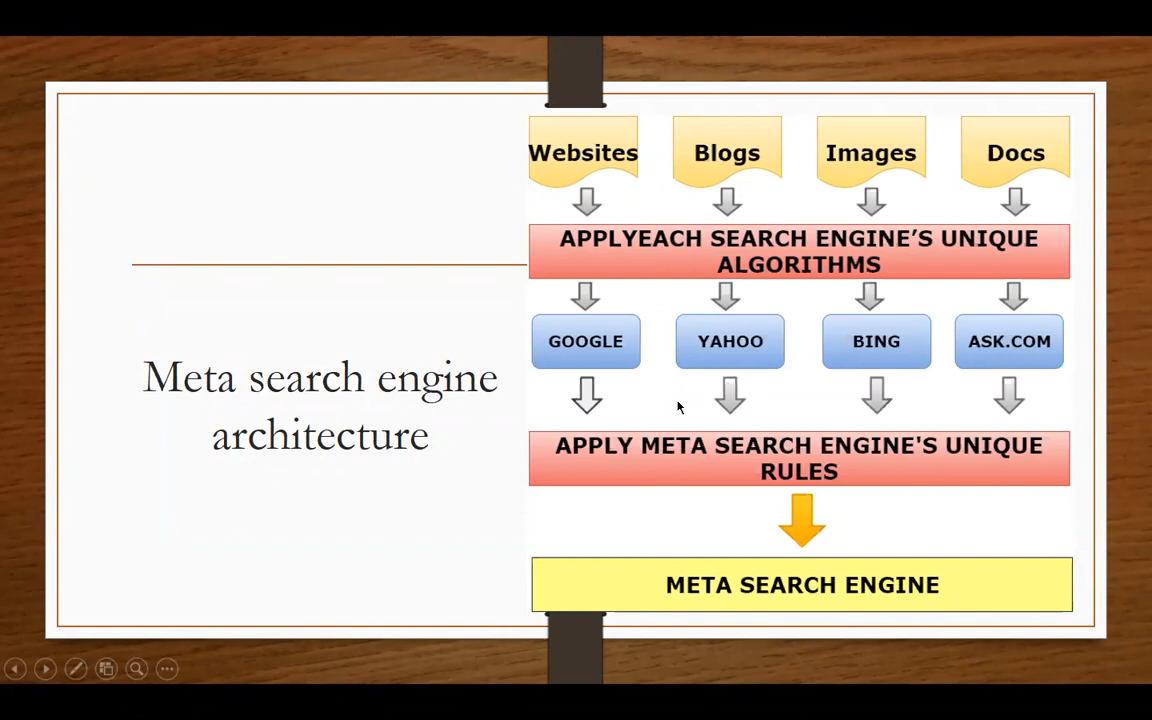 Websites Blogs Images Docs
APPLYEACH SEARCH ENGINE’S UNIQUE
ALGORITHMS
GOOGLE YAHOO BING ASK.COM
Meta search engine
architecture
APPLY META SEARCH ENGINE'S UNIQUE
RULES
META SEARCH ENGINE